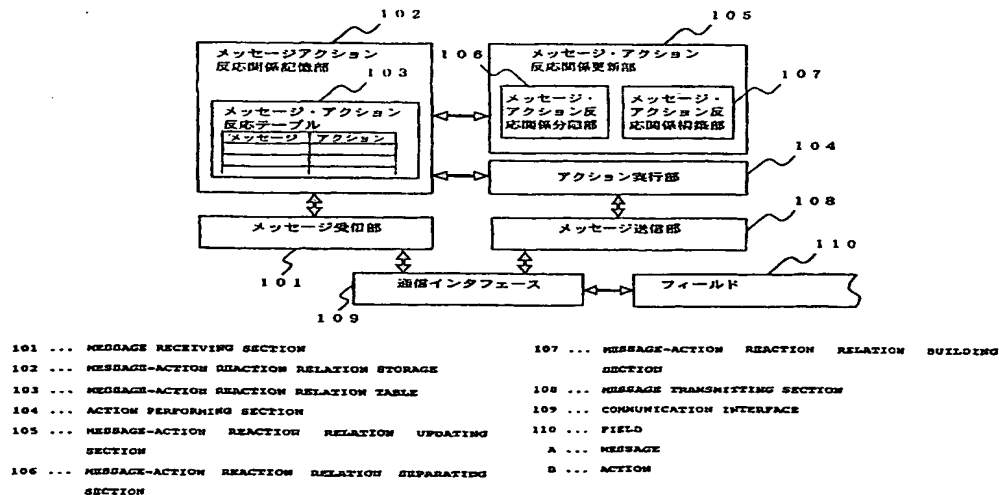 102
105
メッセージアクション
反応関係記憶部
103
メッセージ・アクション
反応テーブル
メッセージ アクション
106
メッセージ・アクション
反応関係更新部
107
メッセージ・
アクション反
応関係分配部
メッセージ・
アクション反
応関係構築部
104
アクション実行部
108
メッセージ受信部
メッセージ送信部
101
110
通信インタフェース
フィールド
109
101 ... MESSAGE RECEIVING SECTION
102 ... MESSAGE-ACTION REACTION RELATION STORAGE
103 ... MESSAGE-ACTION REACTION RELATION TABLE
104 ... ACTION PERFORMING SECTION
105 ... MESSAGE-ACTION REACTION RELATION UPDATING
SECTION
106 ... MESSAGE-ACTION REACTION RELATION SEPARATING
SECTION
107 ... MESSAGE-ACTION REACTION RELATION BUILDING
SECTION
108 ... MESSAGE TRANSMITTING SECTION
109 ... COMMUNICATION INTERFACE
110 ... FIELD
A ... MESSAGE
B ... ACTION